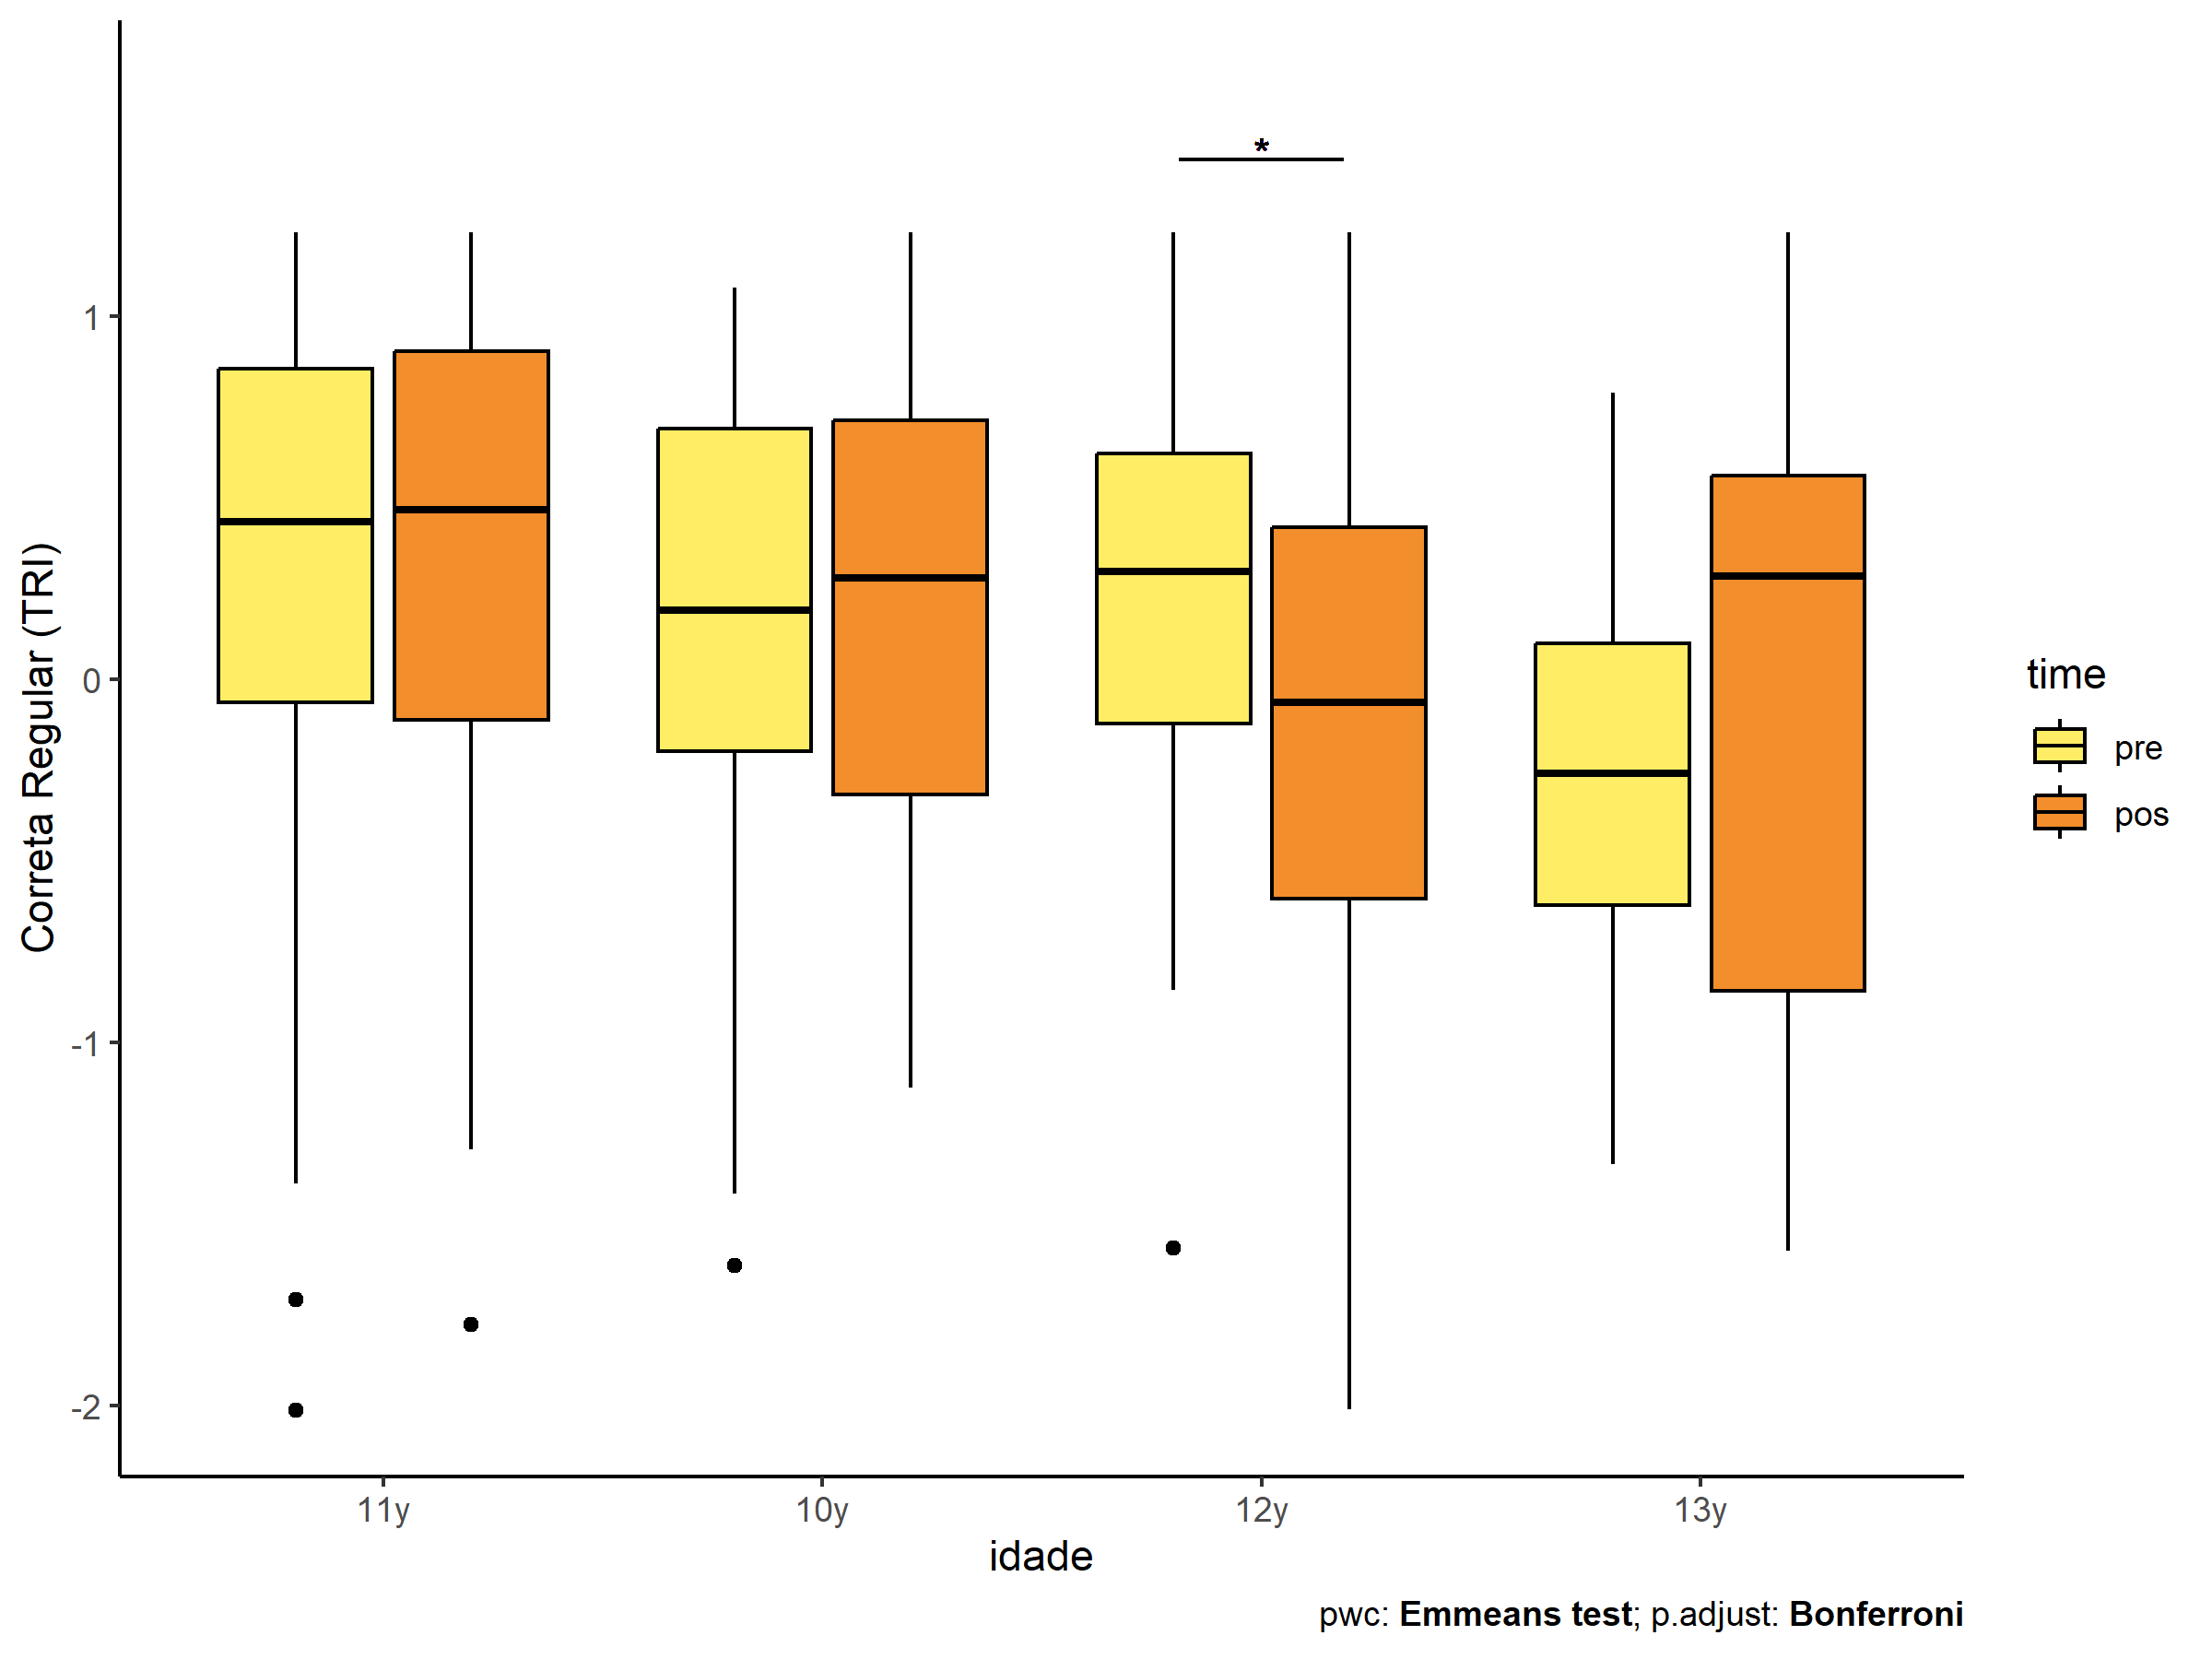 *
1
0
-1
-2
Correta Regular (TRI)
11y
10y
12y
13y
idade
time
pre
pos
pwc: Emmeans test; p.adjust: Bonferroni